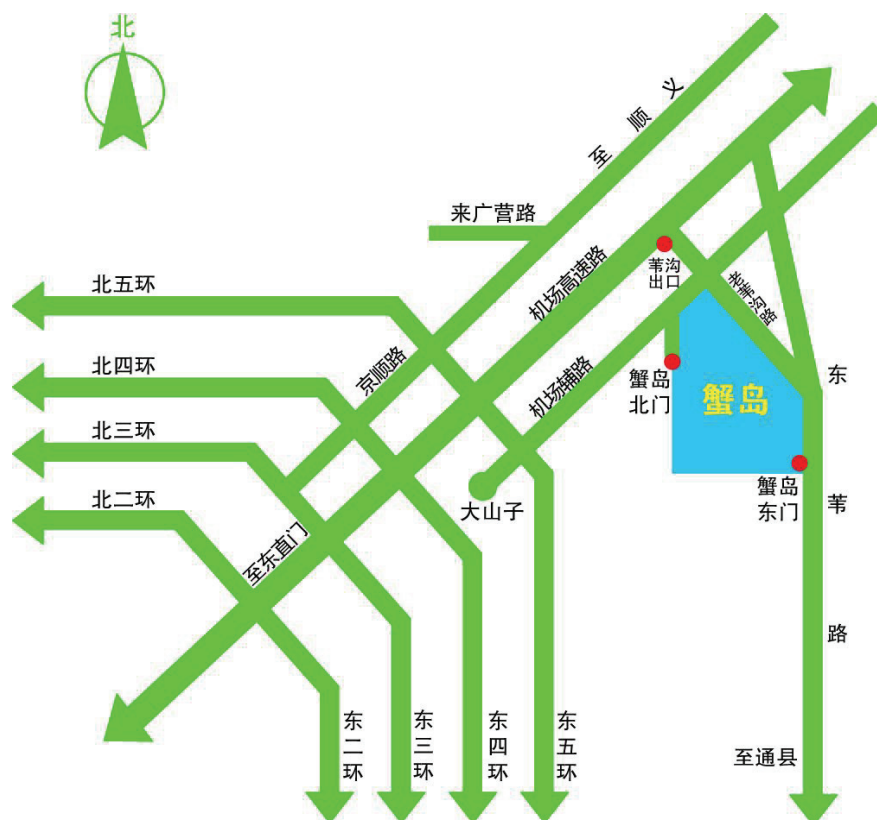 北
至顺义
来广营路
苇沟
出口
机场高速路
老苇沟路
北五环
京顺路
北四环
机场辅路
蟹岛
北门
蟹岛
东苇路
北三环
蟹岛
东门
北二环
大山子
至东直门
东二环
东三环
东四环
东五环
至通县